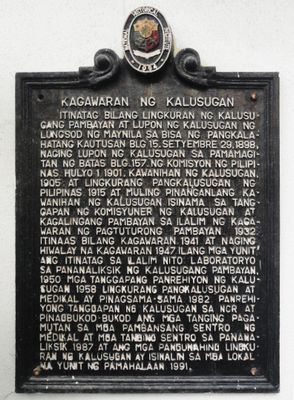 KAGAWARAN NG KALUSUGAN
ITINATAG BILANG LINGKURAN NG KALUSU-
GANG PAMBAYAN AT LUPON NG KALUSUGAN NG
LUNGSOD NG MAYNILA SA BISA NG PANGKALA-
HATANG KAUTUSAN BLG 15, SETYEMBRE 29, 1898,
NAGING LUPON NG KALUSUGAN SA PAMAMAGI-
TAN NG BATAS BLG. 157, NG KOMISYON NG PILIPI-
NAS, HULYO 1, 1901, KAWANIHAN NG KALUSUGAN,
1905 AT LINGKURANG PANGKALUSUGAN NG
PILIPINAS 1915 AT MULING PINANGANLANG KA-
WANIHAN NG KALUSUGAN ISINAMA SA TANG-
GAPAN NG KOMISYUNER NG KALUSUGAN AT
KAGALINGANG PAMBAYAN SA ILALIM NG KAGA-
WARAN NG PAGTUTURONG PAMBAYAN, 1932.
ITINAAS BILANG KAGAWARAN, 1941 AT NAGING
HIWALAY NA KAGAWARAN, 1947. ILANG MGA YUNIT,
ANG ITINATAG SA ILALIM NITO LABORATORYO
SA PANANALIKSIK NG KALUSUGANG PAMBAYAN,
1950 MGA TANGGAPANG PANREHIYON NG KALU-
SUGAN 1958 LINGKURANG PANGKALUSUGAN AT
MEDIKAL AY PINAGSAMA-SAMA 1982. PANREHI-
YONG TANGGAPAN NG KALUSUGAN SA NCR AT
PINAGBUKOD-BUKOD ANG MGA TANGING PAGA-
MUTAN SA MGA PAMBANSANG SENTRO NG
MEDIKAL AT MGA TANGING SENTRO SA PANANA-
LIKSIK 1987 AT ANG MGA PANGUNAHING LINGKU-
RAN NG KALUSUGAN AY ISINALIN SA MGA LOKAL
NA YUNIT NG PAMAHALAAN 1991.